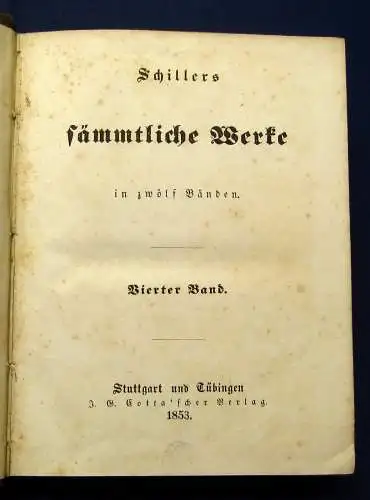 Schillers
sämmtliche Werke
in zwölf Bänden.
Vierter Band.
Stuttgart und Tübingen
J. G. Cotta'scher Verlag.
1853.